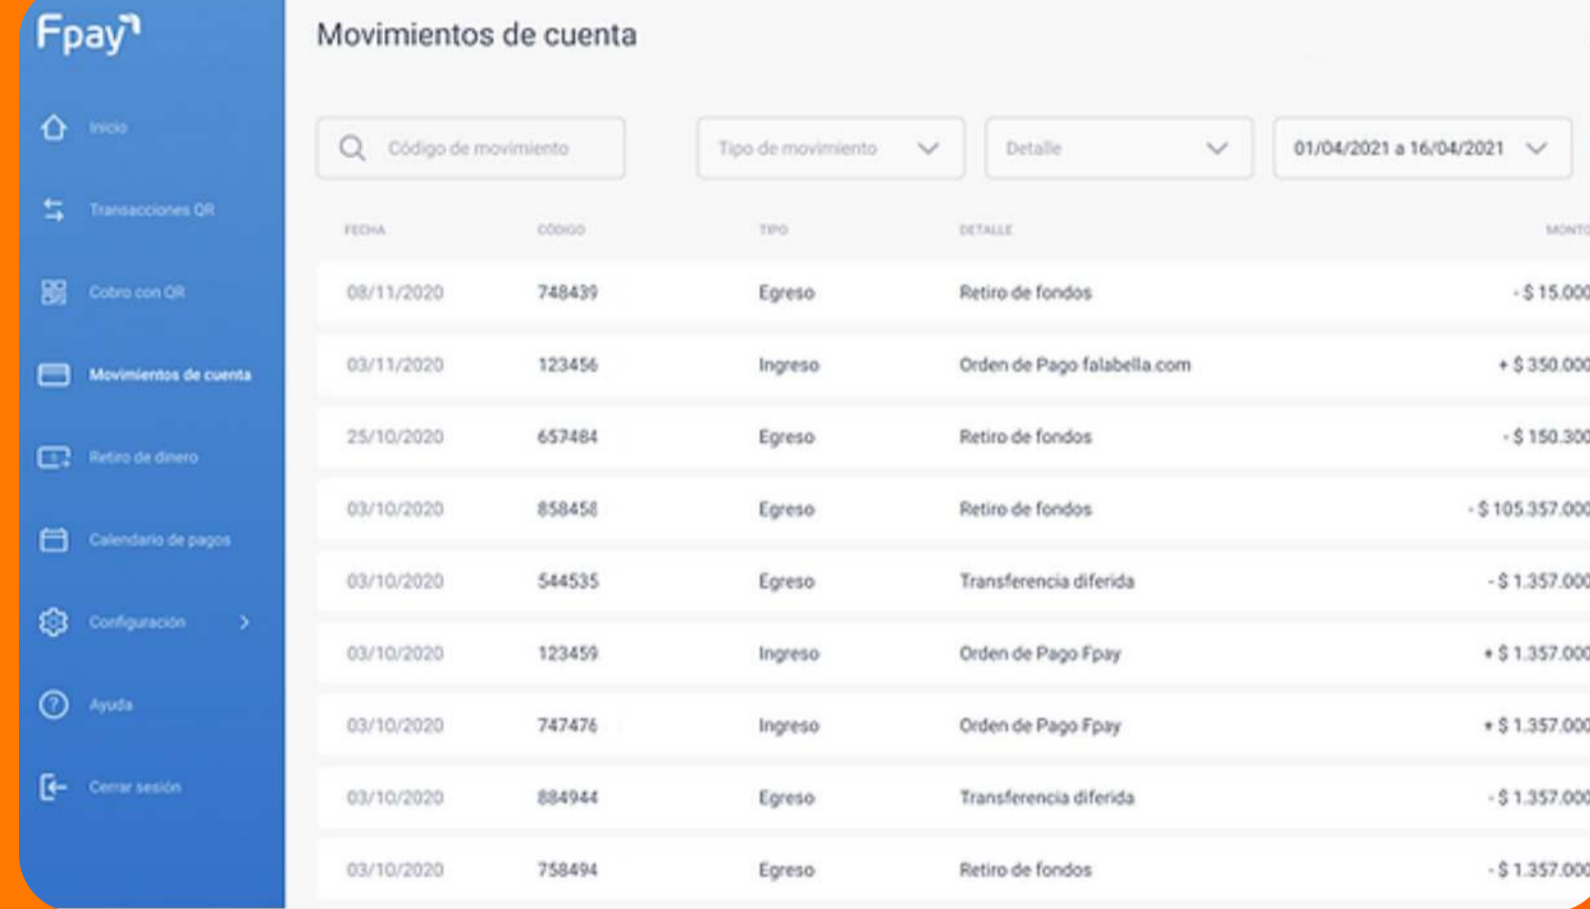 Fpay
Movimientos de cuenta
Inicio
Transacciones QR
Cobro con QR
Movimientos de cuenta
Retiro de dinero
Calendario de pagos
Configuración
Ayuda
Cerrar sesión
Código de movimiento Tipo de movimiento Detalle 01/04/2021 a 16/04/2021
FECHA CÓDIGO TIPO DETALLE MONTO
08/11/2020 748439 Egreso Retiro de fondos - $ 15.000
03/11/2020 123456 Ingreso Orden de Pago falabella.com + $ 350.000
25/10/2020 657484 Egreso Retiro de fondos - $ 150.300
03/10/2020 858458 Egreso Retiro de fondos - $ 105.357.000
03/10/2020 544535 Egreso Transferencia diferida - $ 1.357.000
03/10/2020 123459 Ingreso Orden de Pago Fpay + $ 1.357.000
03/10/2020 747476 Ingreso Orden de Pago Fpay + $ 1.357.000
03/10/2020 884944 Egreso Transferencia diferida - $ 1.357.000
03/10/2020 758494 Egreso Retiro de fondos - $ 1.357.000